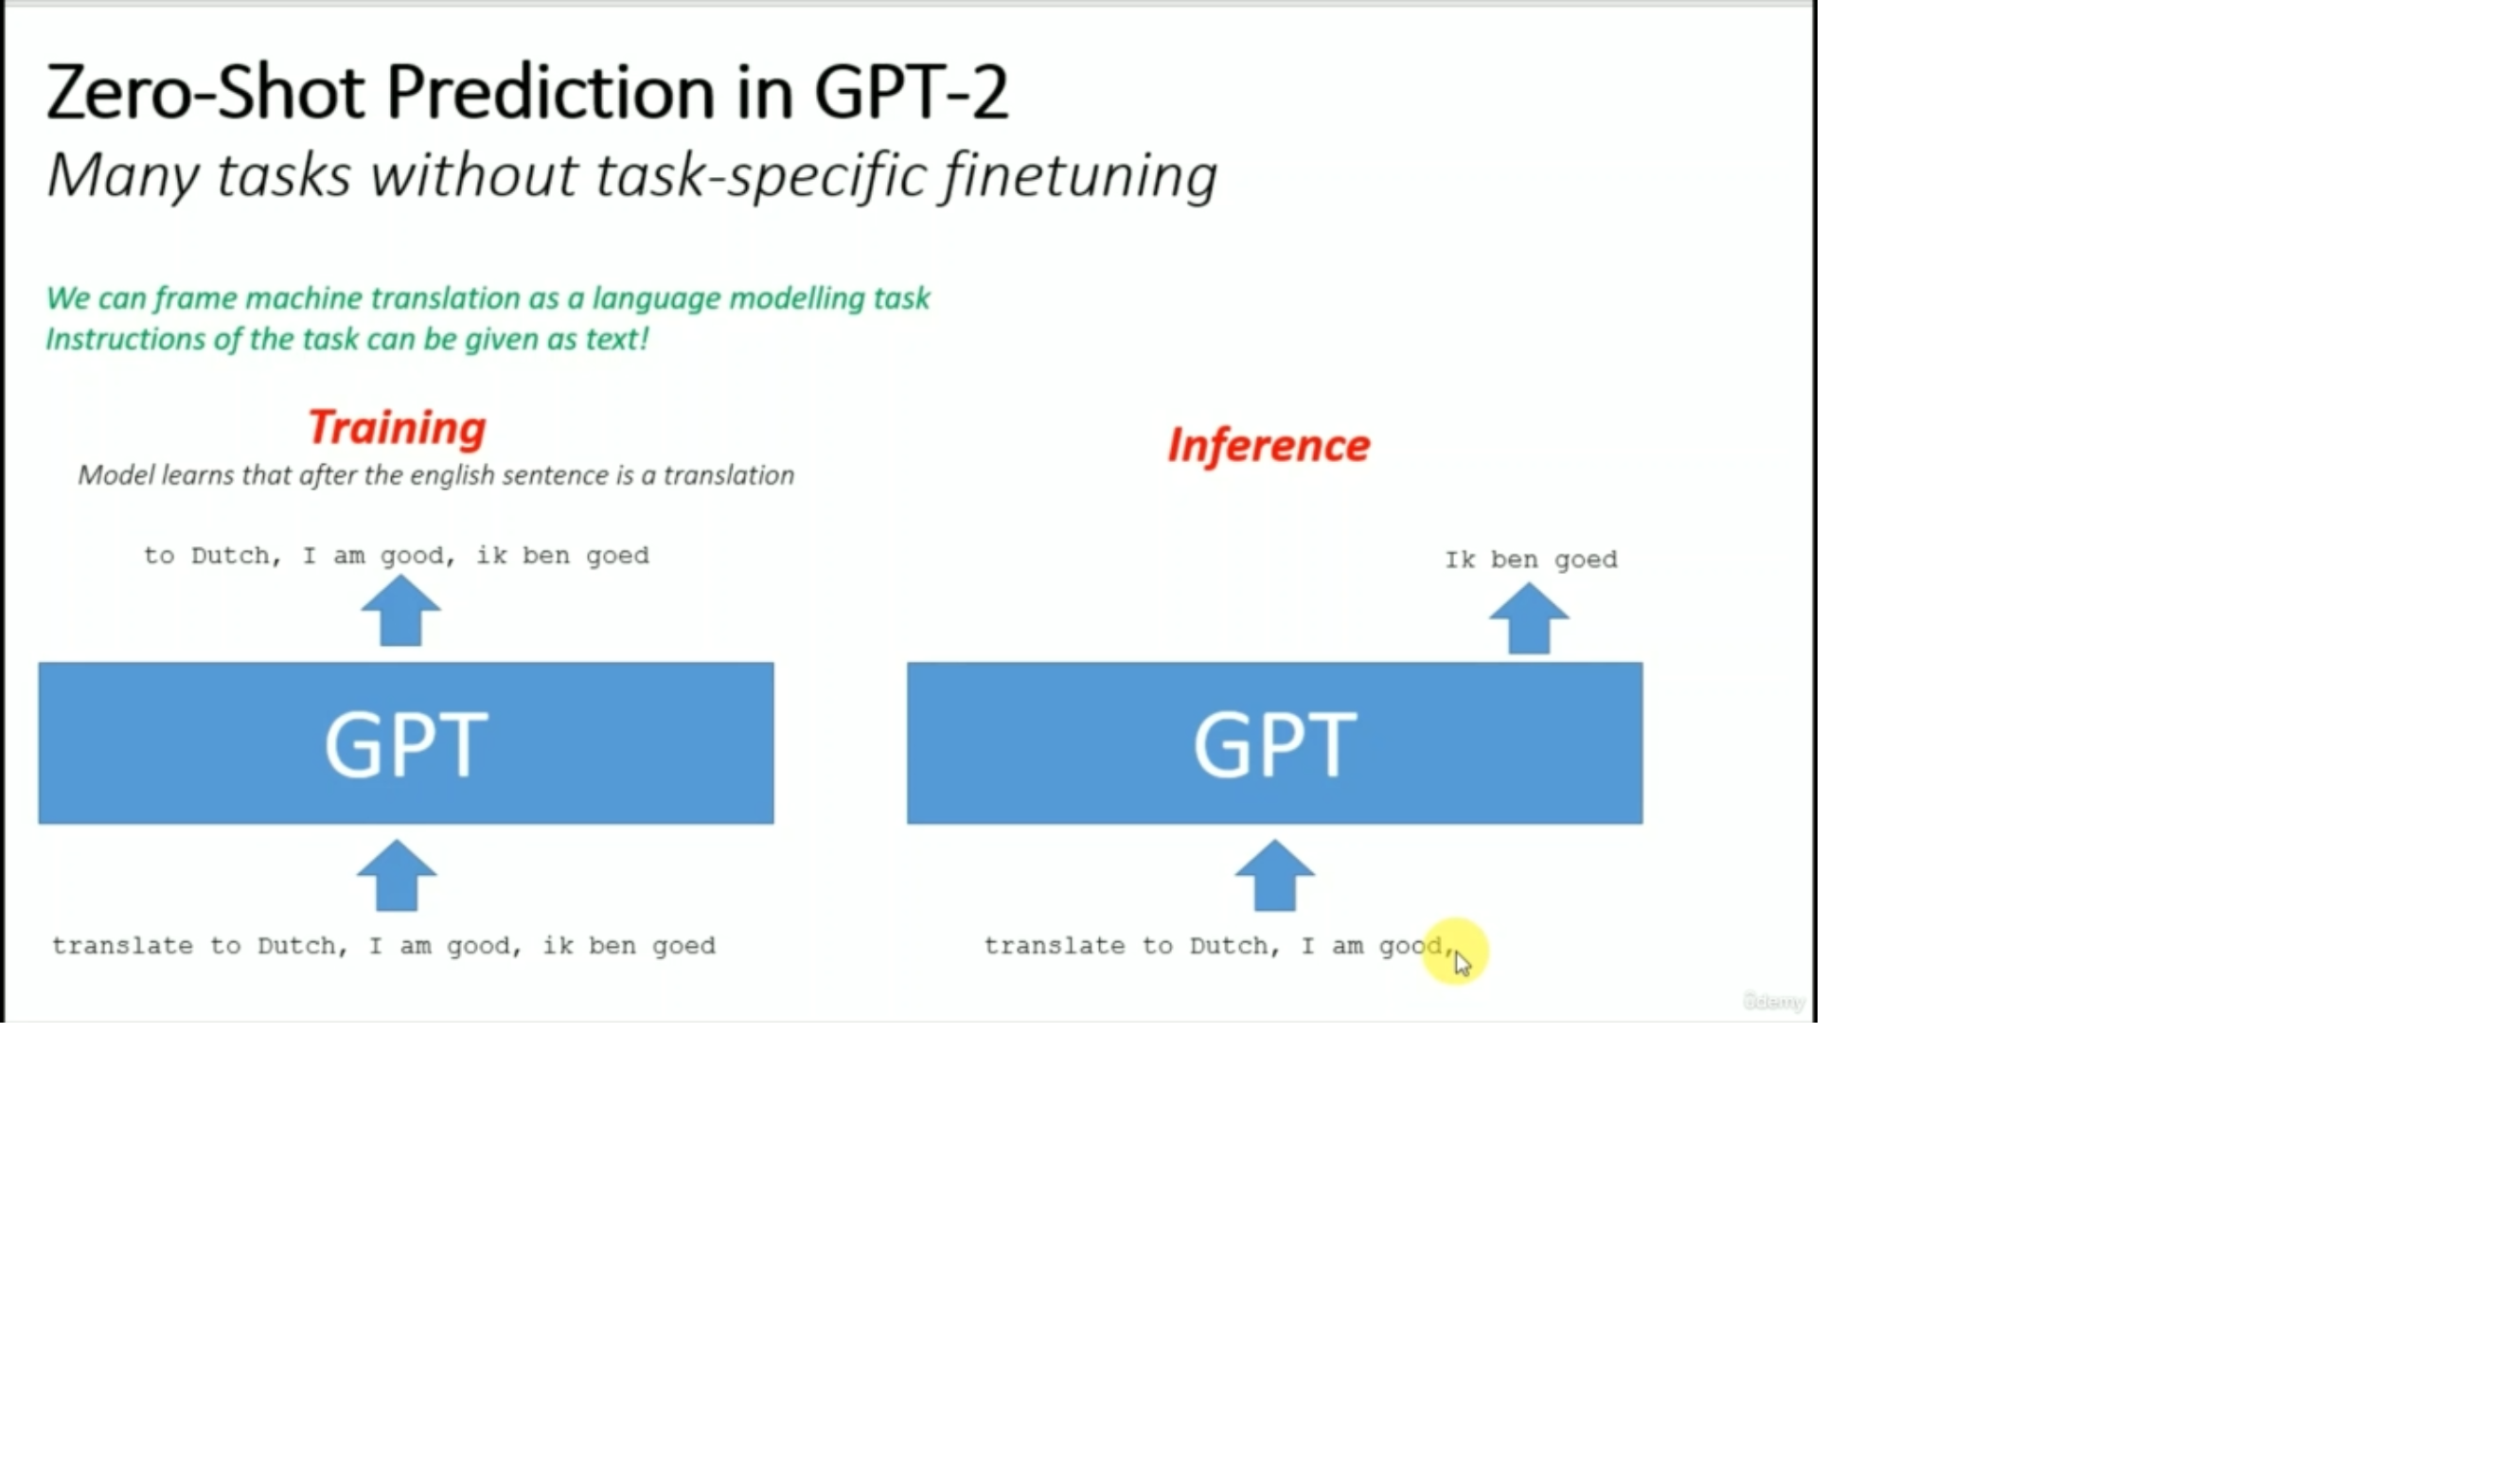 Zero-Shot Prediction in GPT-2
Many tasks without task-specific finetuning
We can frame machine translation as a language modelling task
Instructions of the task can be given as text!
Training
Model learns that after the english sentence is a translation
to Dutch, I am good, ik ben goed
GPT
translate to Dutch, I am good, ik ben goed
Inference
Ik ben goed
GPT
translate to Dutch, I am good,
ûdemy